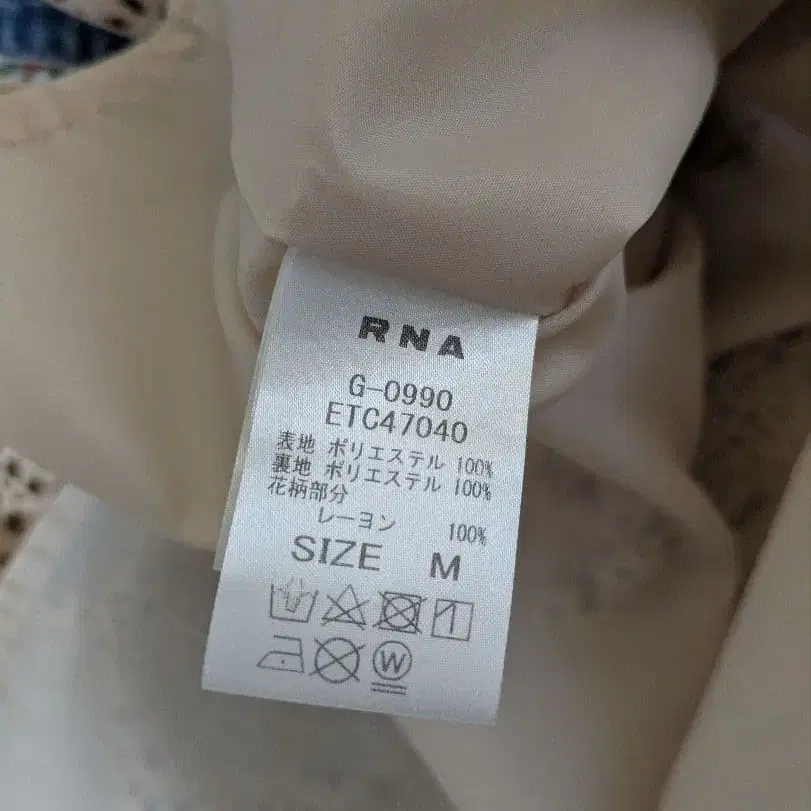 RNA
G-0990
ETC47040
表地 ポリエステル 100%
裏地 ポリエステル 100%
花柄部分
レーヨン 100%
SIZE M
W